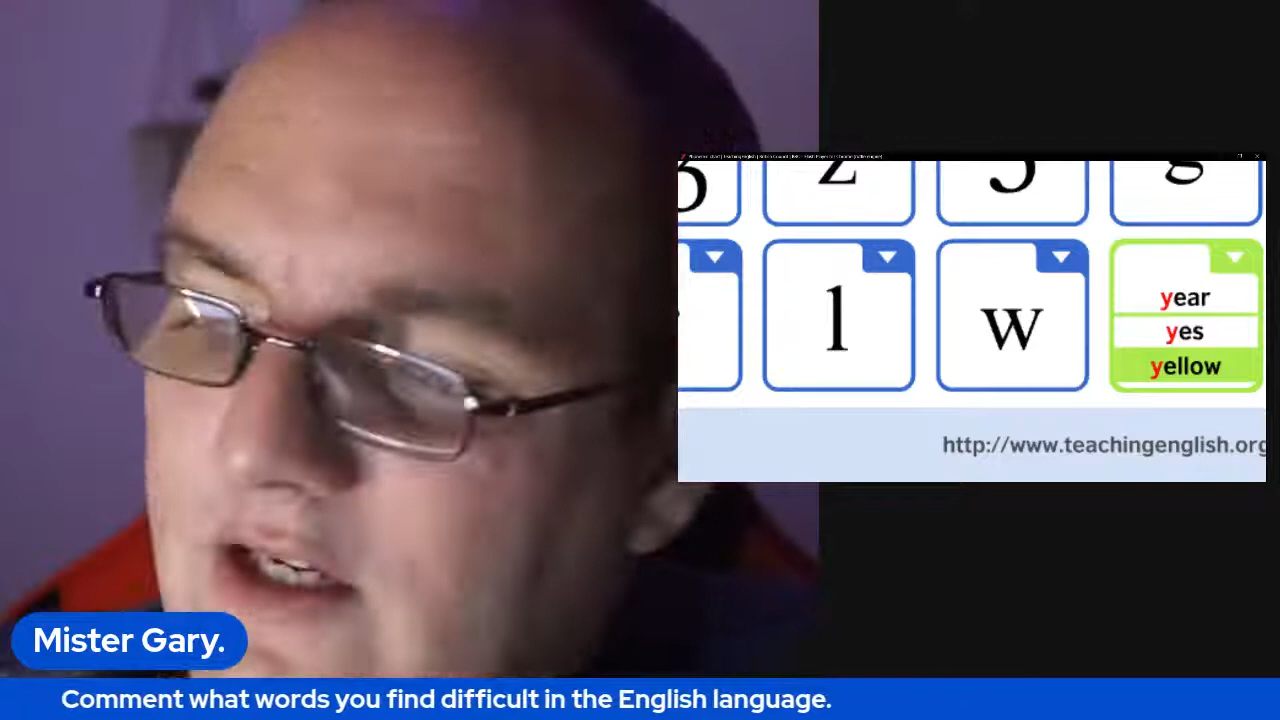 z
g
l
w
year
yes
yellow
http://www.teachingenglish.org
Mister Gary.
Comment what words you find difficult in the English language.